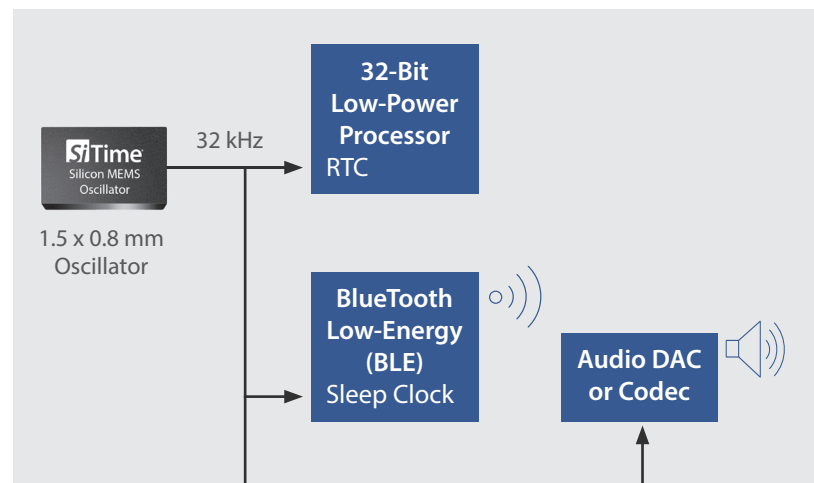 SiTime
Silicon MEMS
Oscillator
1.5 x 0.8 mm
Oscillator
32 kHz
32-Bit
Low-Power
Processor
RTC
BlueTooth
Low-Energy
(BLE)
Sleep Clock
Audio DAC
or Codec